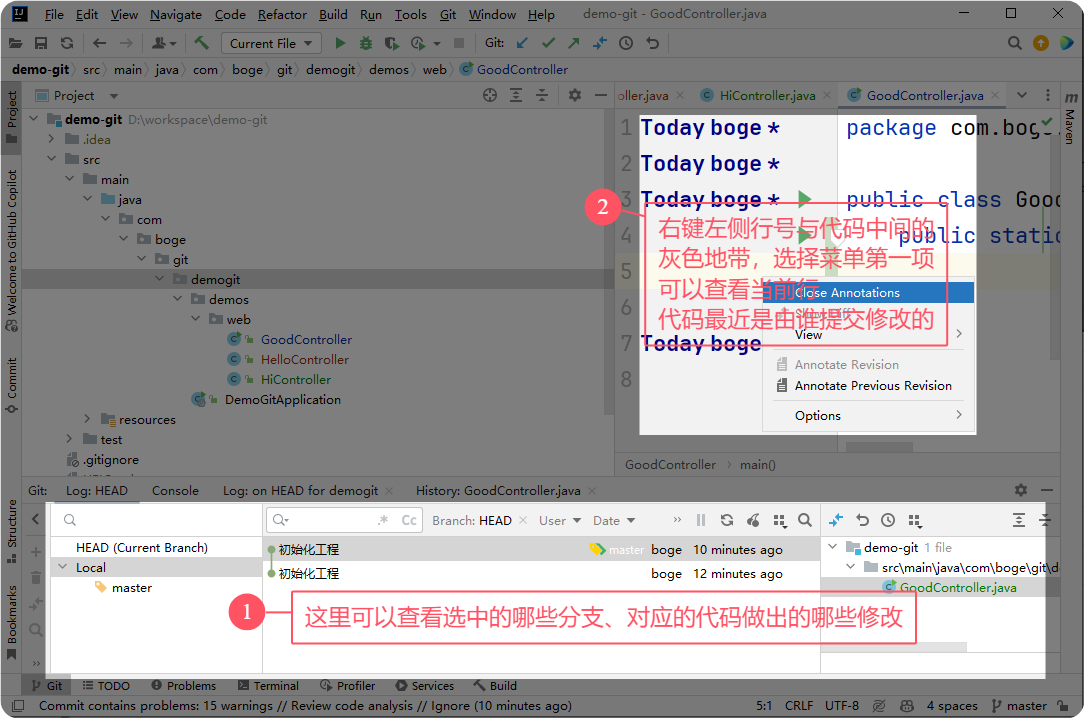 File Edit View Navigate Code Refactor Build Run Tools Git Window Help demo-git - GoodController.java
Current File Git:
demo-git src main java com boge git demogit demos web GoodController
Project
oller.java HiController.java GoodController.java
demo-git D:\workspace\demo-git
.idea
src
main
java
com
boge
git
demogit
demos
web
GoodController
HelloController
HiController
DemoGitApplication
resources
test
.gitignore
Project
Welcome to GitHub Copilot
Commit
Structure
Bookmarks
Maven
1 Today boge * package com.boge.
2 Today boge *
3 Today boge * public class Good
4 public static
5
6
7 Today boge
8
2
右键左侧行号与代码中间的
灰色地带，选择菜单第一项
可以查看当前行
代码最近是由谁提交修改的
Close Annotations
Show Diff
View
Annotate Revision
Annotate Previous Revision
Options
GoodController main()
Git: Log: HEAD Console Log: on HEAD for demogit History: GoodController.java
.* Cc Branch: HEAD User Date
HEAD (Current Branch)
Local
master
初始化工程 master boge 10 minutes ago
初始化工程 boge 12 minutes ago
demo-git 1 file
src\main\java\com\boge\git\de
GoodController.java
1
这里可以查看选中的哪些分支、对应的代码做出的哪些修改
Git TODO Problems Terminal Profiler Services Build
Commit contains problems: 15 warnings // Review code analysis // Ignore (10 minutes ago) 5:1 CRLF UTF-8 4 spaces master